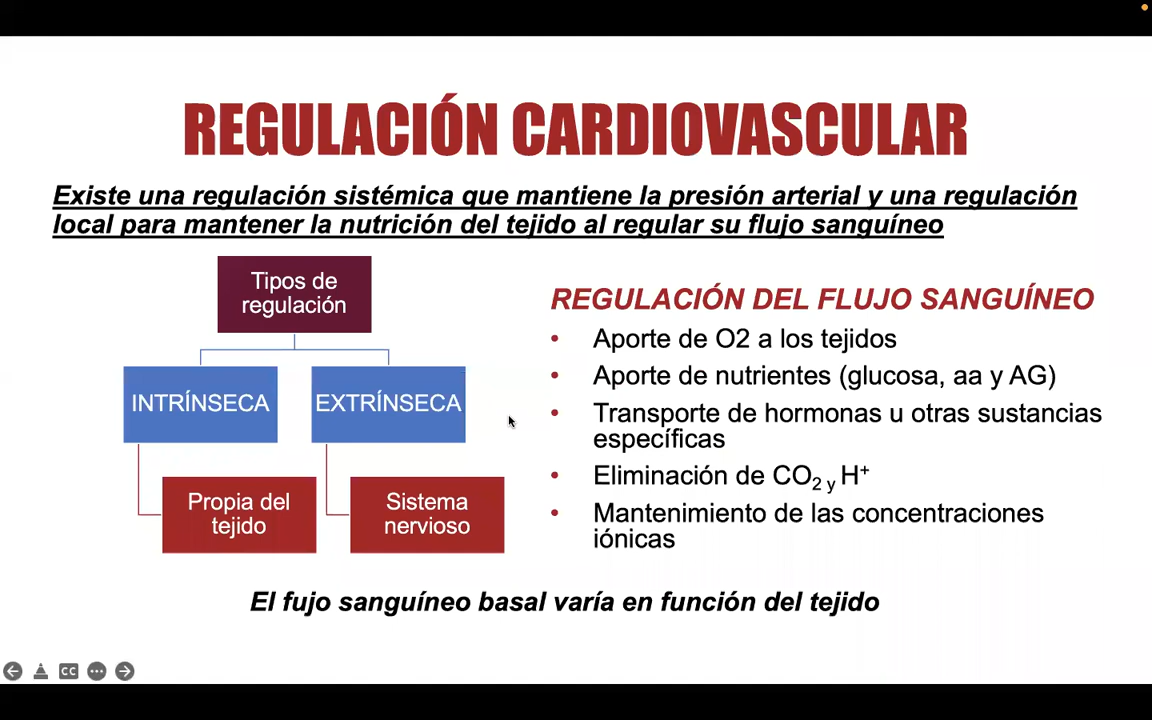 REGULACIÓN CARDIOVASCULAR
Existe una regulación sistémica que mantiene la presión arterial y una regulación
local para mantener la nutrición del tejido al regular su flujo sanguíneo
Tipos de
regulación
INTRÍNSECA
EXTRÍNSECA
Propia del
tejido
Sistema
nervioso
REGULACIÓN DEL FLUJO SANGUÍNEO
• Aporte de O2 a los tejidos
• Aporte de nutrientes (glucosa, aa y AG)
• Transporte de hormonas u otras sustancias
específicas
• Eliminación de CO₂ y H⁺
• Mantenimiento de las concentraciones
iónicas
El fujo sanguíneo basal varía en función del tejido
CC